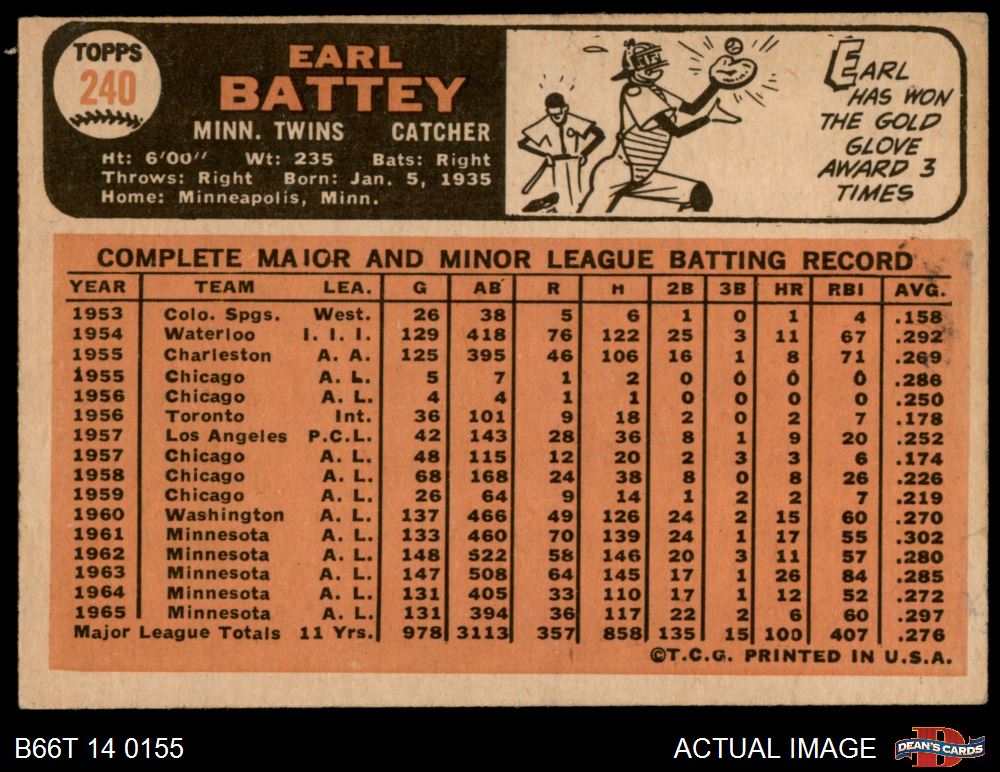 TOPPS
240
EARL
BATTEY
MINN. TWINS CATCHER
Ht: 6'00" Wt: 235 Bats: Right
Throws: Right Born: Jan. 5, 1935
Home: Minneapolis, Minn.
EARL
HAS WON
THE GOLD
GLOVE
AWARD 3
TIMES
COMPLETE MAJOR AND MINOR LEAGUE BATTING RECORD
YEAR TEAM LEA. G AB R H 2B 3B HR RBI AVG.
1953 Colo. Spgs. West. 26 38 5 6 1 0 1 4 .158
1954 Waterloo I. I. I. 129 418 76 122 25 3 11 67 .292
1955 Charleston A. A. 125 395 46 106 16 1 8 71 .269
1955 Chicago A. L. 5 7 1 2 0 0 0 0 .286
1956 Chicago A. L. 4 4 1 1 0 0 0 0 .250
1956 Toronto Int. 36 101 9 18 2 0 2 7 .178
1957 Los Angeles P.C.L. 42 143 28 36 8 1 9 20 .252
1957 Chicago A. L. 48 115 12 20 2 3 3 6 .174
1958 Chicago A. L. 68 168 24 38 8 0 8 26 .226
1959 Chicago A. L. 26 64 9 14 1 2 2 7 .219
1960 Washington A. L. 137 466 49 126 24 2 15 60 .270
1961 Minnesota A. L. 133 460 70 139 24 1 17 55 .302
1962 Minnesota A. L. 148 522 58 146 20 3 11 57 .280
1963 Minnesota A. L. 147 508 64 145 17 1 26 84 .285
1964 Minnesota A. L. 131 405 33 110 17 1 12 52 .272
1965 Minnesota A. L. 131 394 36 117 22 2 6 60 .297
Major League Totals 11 Yrs. 978 3113 357 858 135 15 100 407 .276
©T.C.G. PRINTED IN U.S.A.
B66T 14 0155 ACTUAL IMAGE DEAN'S CARDS